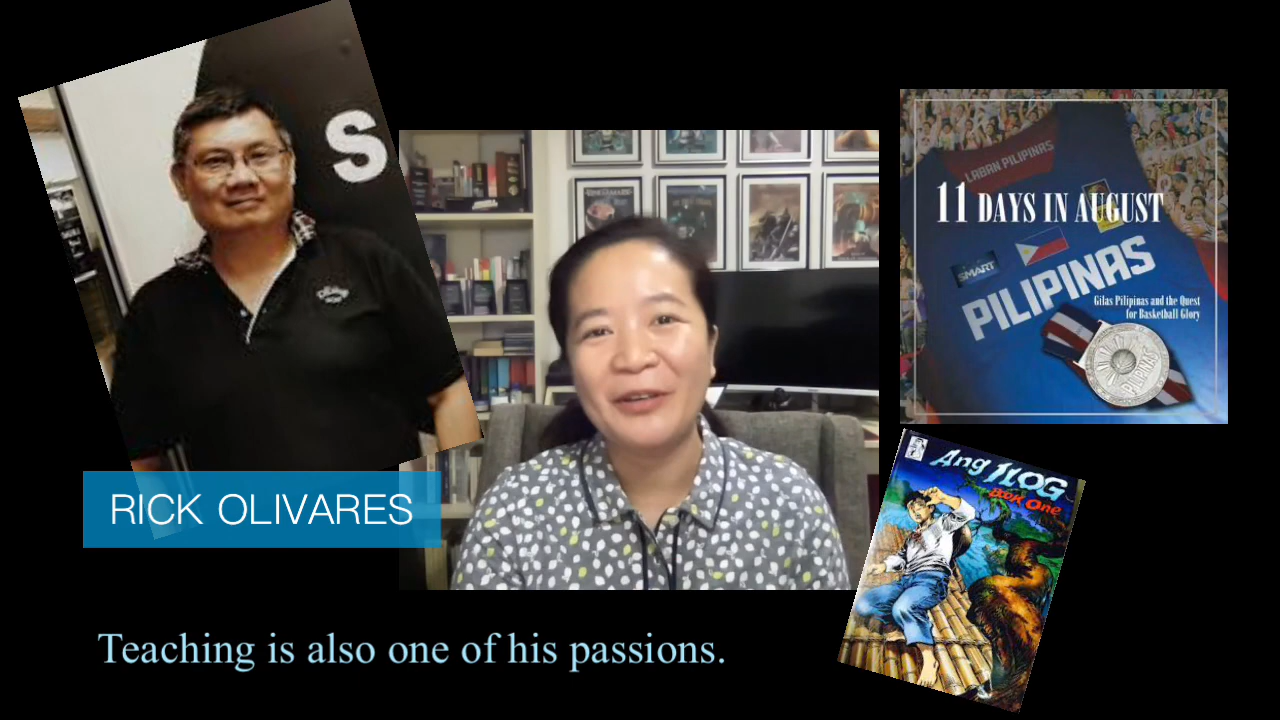 S
RICK OLIVARES
LABAN PILIPINAS
11 DAYS IN AUGUST
SMART
PILIPINAS
Gilas Pilipinas and the Quest
for Basketball Glory
PILIPINAS
Ang ILOG
BOOK One
Teaching is also one of his passions.